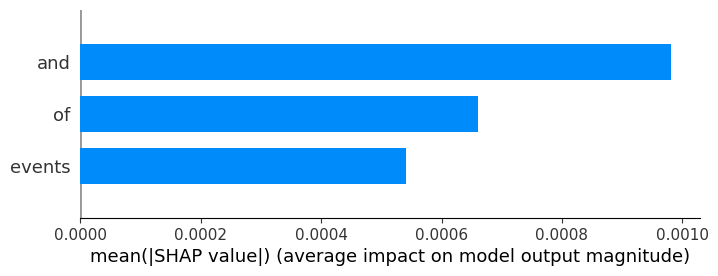 and
of
events
0.0000 0.0002 0.0004 0.0006 0.0008 0.0010
mean(|SHAP value|) (average impact on model output magnitude)